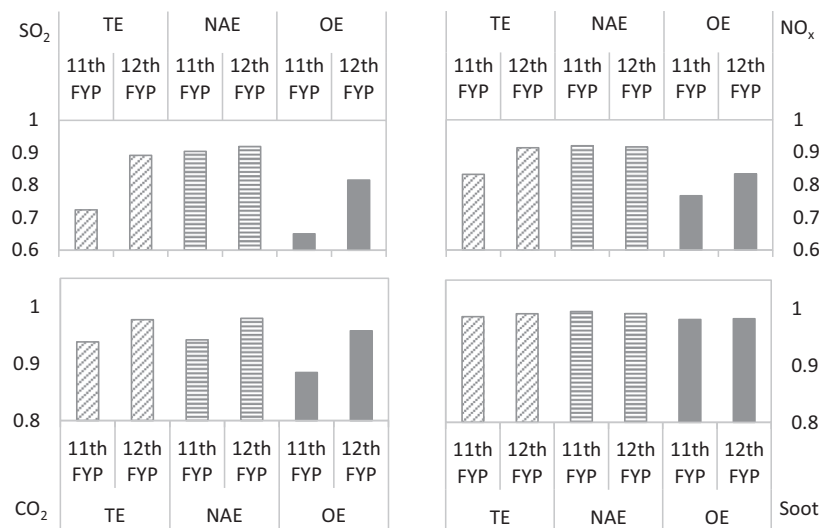 SO2 TE NAE OE
11th 12th 11th 12th 11th 12th
FYP FYP FYP FYP FYP FYP
1
0.9
0.8
0.7
0.6
TE NAE OE NOx
11th 12th 11th 12th 11th 12th
FYP FYP FYP FYP FYP FYP
1
0.9
0.8
0.7
0.6
1
0.9
0.8
11th 12th 11th 12th 11th 12th
FYP FYP FYP FYP FYP FYP
CO2 TE NAE OE
1
0.9
0.8
11th 12th 11th 12th 11th 12th
FYP FYP FYP FYP FYP FYP
TE NAE OE Soot